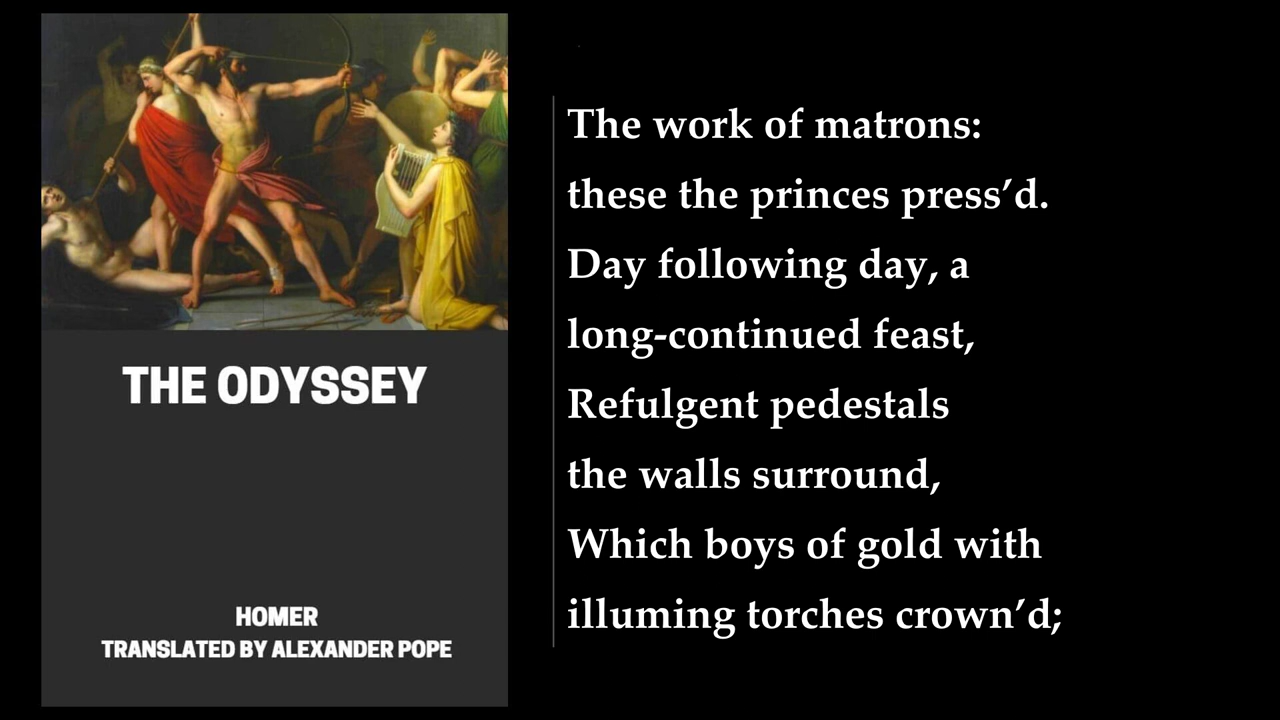 THE ODYSSEY
HOMER
TRANSLATED BY ALEXANDER POPE
The work of matrons:
these the princes press’d.
Day following day, a
long-continued feast,
Refulgent pedestals
the walls surround,
Which boys of gold with
illuming torches crown’d;